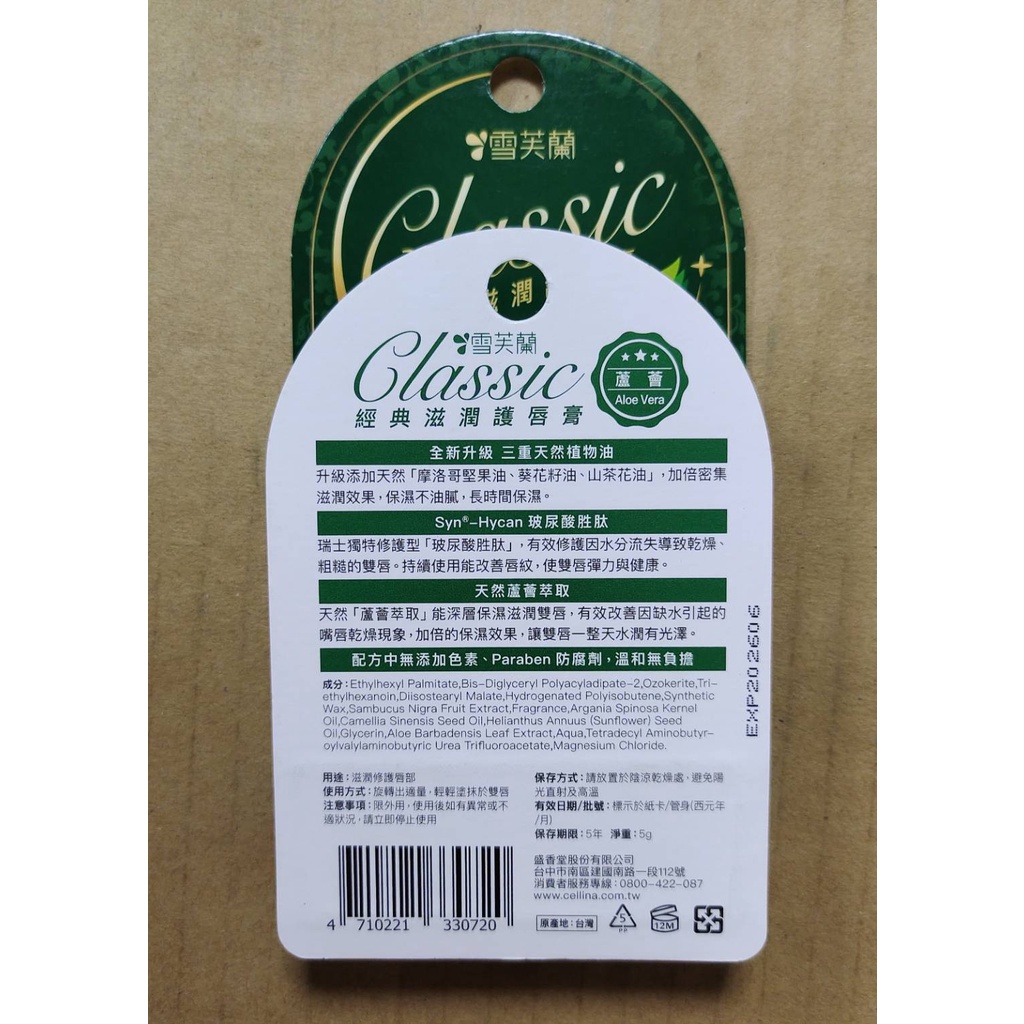 雪芙蘭
Classic
滋潤
雪芙蘭
Classic
經典滋潤護唇膏
蘆薈
Aloe Vera
全新升級 三重天然植物油
升級添加天然「摩洛哥堅果油、葵花籽油、山茶花油」,加倍密集
滋潤效果,保濕不油膩,長時間保濕。
Syn®-Hycan 玻尿酸胜肽
瑞士獨特修護型「玻尿酸胜肽」,有效修護因水分流失導致乾燥、
粗糙的雙唇。持續使用能改善唇紋,使雙唇彈力與健康。
天然蘆薈萃取
天然「蘆薈萃取」能深層保濕滋潤雙唇,有效改善因缺水引起的
嘴唇乾燥現象,加倍的保濕效果,讓雙唇一整天水潤有光澤。
配方中無添加色素、Paraben 防腐劑,溫和無負擔
成分:Ethylhexyl Palmitate,Bis-Diglyceryl Polyacyladipate-2,Ozokerite,Tri-
ethylhexanoin,Diisostearyl Malate,Hydrogenated Polyisobutene,Synthetic
Wax,Sambucus Nigra Fruit Extract,Fragrance,Argania Spinosa Kernel
Oil,Camellia Sinensis Seed Oil,Helianthus Annuus (Sunflower) Seed
Oil,Glycerin,Aloe Barbadensis Leaf Extract,Aqua,Tetradecyl Aminobutyr-
oylvalylaminobutyric Urea Trifluoroacetate,Magnesium Chloride.
用途:滋潤修護唇部
使用方式:旋轉出適量,輕輕塗抹於雙唇
注意事項:限外用,使用後如有異常或不
適狀況,請立即停止使用
保存方式:請放置於陰涼乾燥處,避免陽
光直射及高溫
有效日期/批號:標示於紙卡/管身(西元年
/月)
保存期限:5年 淨重:5g
盛香堂股份有限公司
台中市南區建國南路一段112號
消費者服務專線:0800-422-087
www.cellina.com.tw
4 710221 330720
原產地:台灣
5
PP
12M
EXP202606